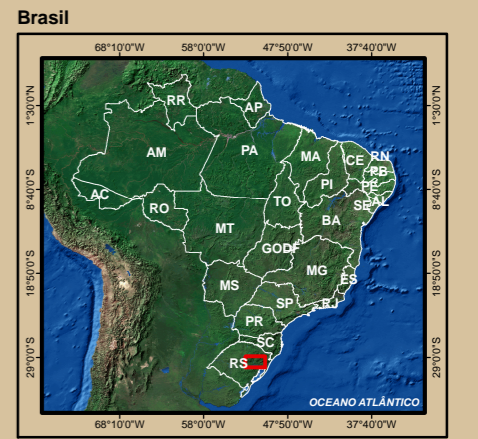 Brasil
68°10'0"W 58°0'0"W 47°50'0"W 37°40'0"W
1°30'0"N
1°30'0"N
RR
AP
AM
PA
MA
CE
RN
PB
PE
PI
AL
SE
AC
8°40'0"S
8°40'0"S
RO
TO
BA
MT
GO
DF
MG
18°50'0"S
18°50'0"S
ES
MS
SP
RJ
PR
SC
29°0'0"S
29°0'0"S
RS
OCEANO ATLÂNTICO
68°10'0"W 58°0'0"W 47°50'0"W 37°40'0"W